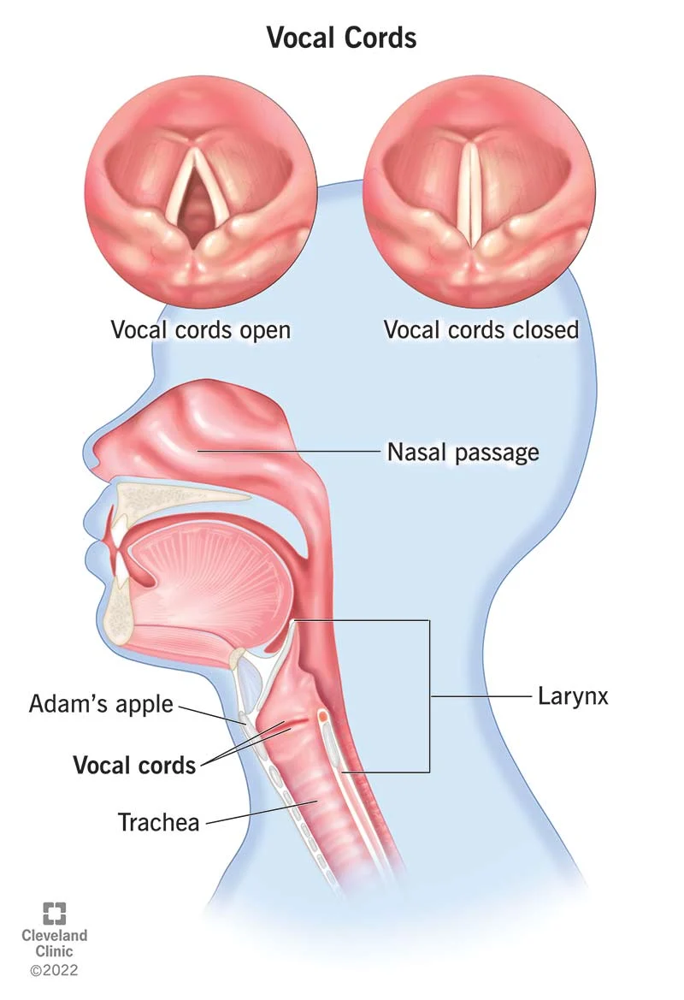 Vocal Cords
Vocal cords open
Vocal cords closed
Nasal passage
Larynx
Adam’s apple
Vocal cords
Trachea
Cleveland
Clinic
©2022